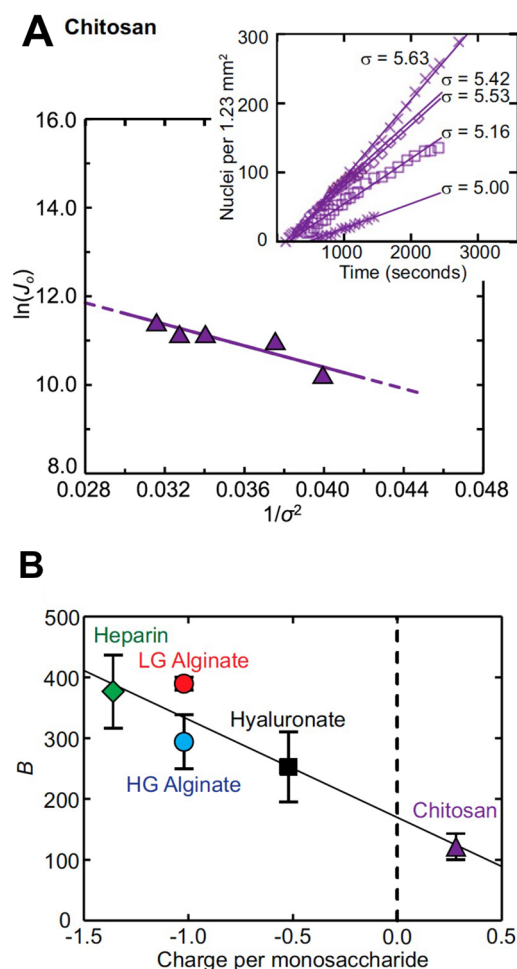 A Chitosan
16.0
14.0
12.0
10.0
8.0
ln(Jₒ)
0.028 0.032 0.036 0.040 0.044 0.048
1/σ²
300
200
100
0
Nuclei per 1.23 mm²
σ = 5.63
σ = 5.42
σ = 5.53
σ = 5.16
σ = 5.00
1000 2000 3000
Time (seconds)
B
500
400
300
200
100
0
B
Heparin
LG Alginate
HG Alginate
Hyaluronate
Chitosan
-1.5 -1.0 -0.5 0.0 0.5
Charge per monosaccharide